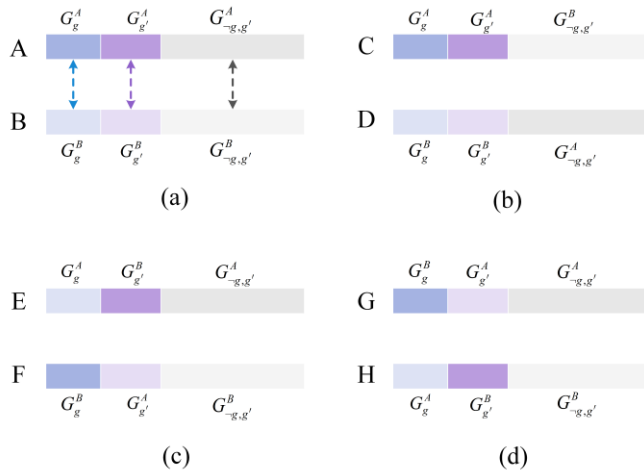 G_g^A G_{g'}^A G_{¬g,g'}^A
A
B
G_g^B G_{g'}^B G_{¬g,g'}^B
(a)
G_g^A G_{g'}^A G_{¬g,g'}^B
C
D
G_g^B G_{g'}^B G_{¬g,g'}^A
(b)
G_g^A G_{g'}^B G_{¬g,g'}^A
E
F
G_g^B G_{g'}^A G_{¬g,g'}^B
(c)
G_g^B G_{g'}^A G_{¬g,g'}^A
G
H
G_g^A G_{g'}^B G_{¬g,g'}^B
(d)